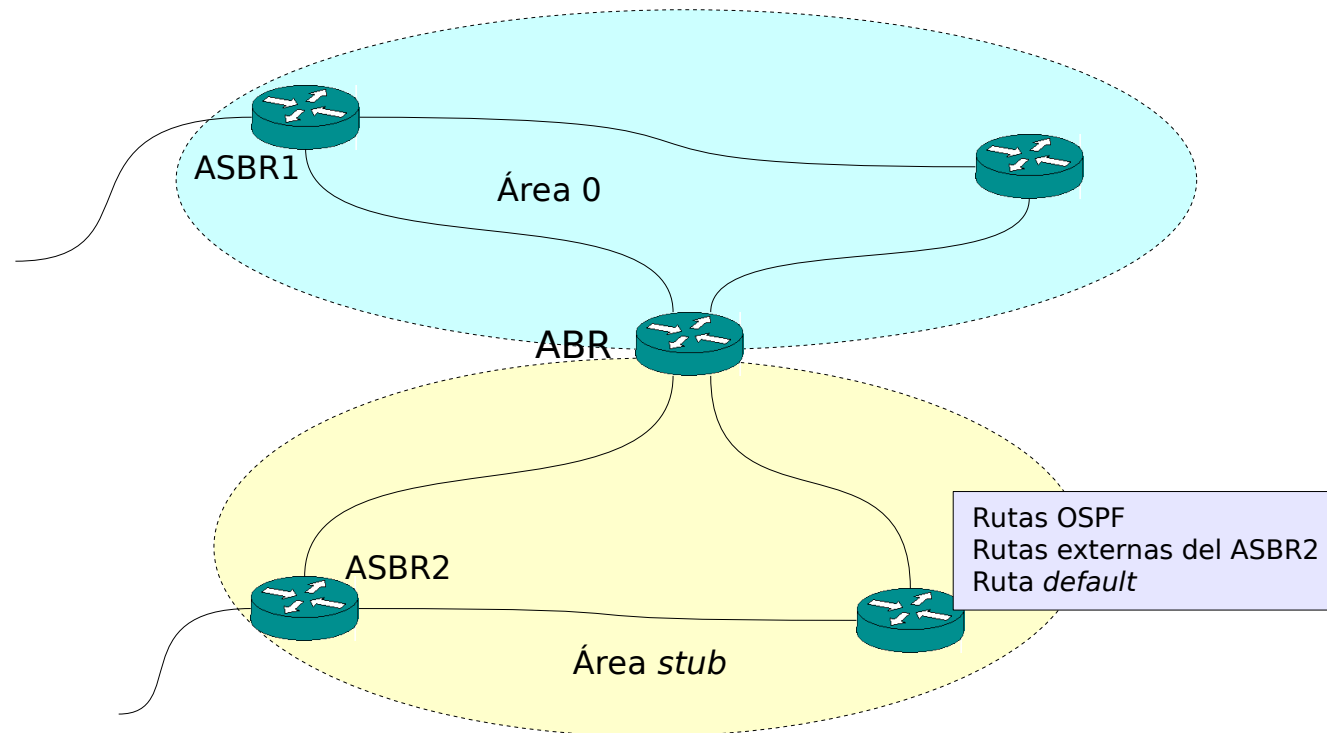 ASBR1
Área 0
ABR
Rutas OSPF
Rutas externas del ASBR2
Ruta default
ASBR2
Área stub